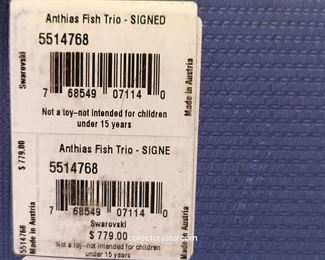 Anthias Fish Trio - SIGNED
5514768
Swarovski
Made in Austria
7 68549 07114 0
Not a toy-not intended for children
under 15 years
Anthias Fish Trio - SIGNE
5514768
$ 779.00
5514768
Made in Austria
Made in Austria
7 68549 07114 0
Swarovski
$ 779.00
Not a toy-not intended for children
under 15 years
collectorystar.com